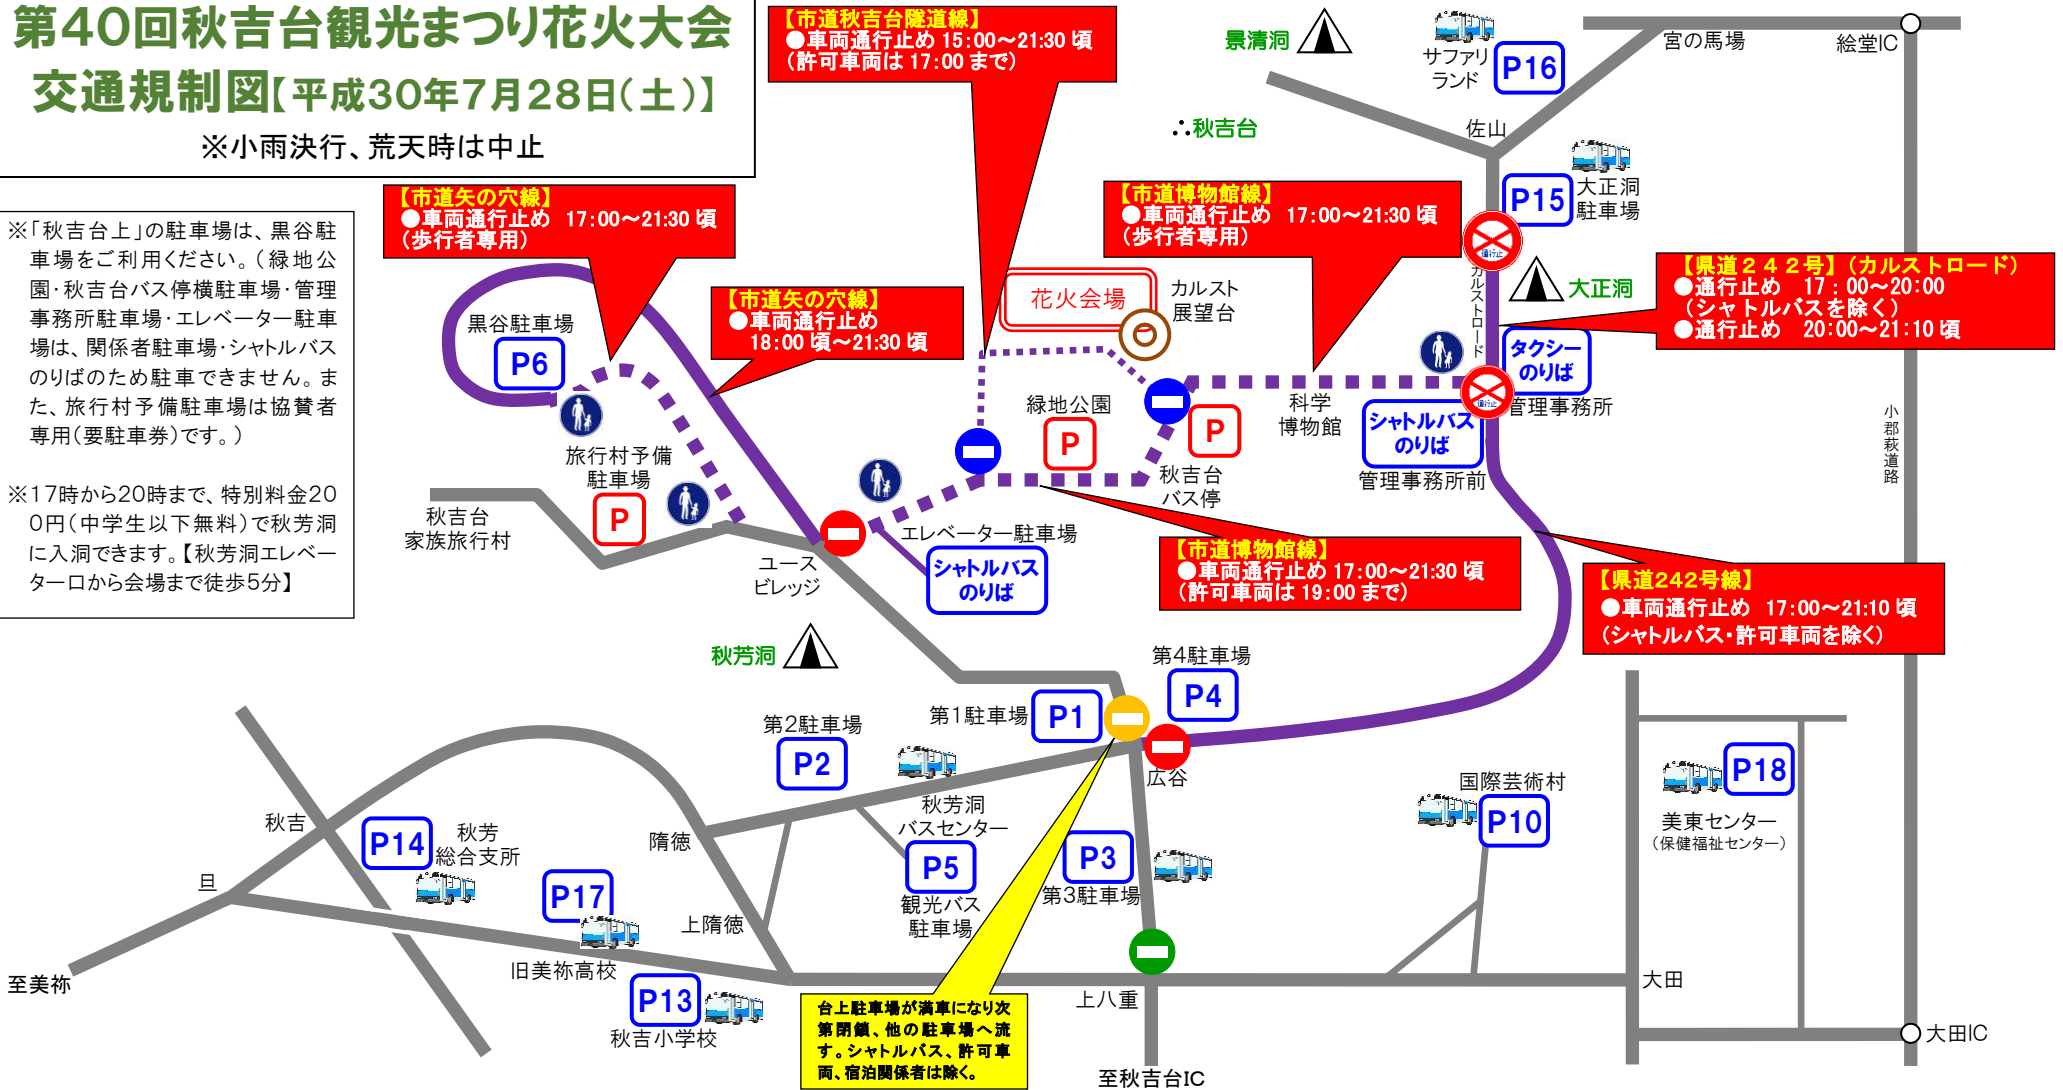 第40回秋吉台観光まつり花火大会
交通規制図【平成30年7月28日(土)】
※小雨決行、荒天時は中止
※「秋吉台上」の駐車場は、黒谷駐
車場をご利用ください。(緑地公
園・秋吉台バス停横駐車場・管理
事務所駐車場・エレベーター駐車
場は、関係者駐車場・シャトルバス
のりばのため駐車できません。ま
た、旅行村予備駐車場は協賛者
専用(要駐車券)です。)
※17時から20時まで、特別料金20
0円(中学生以下無料)で秋芳洞
に入洞できます。【秋芳洞エレベー
ター口から会場まで徒歩5分】
【市道秋吉台隧道線】
●車両通行止め 15:00～21:30 頃
(許可車両は 17:00 まで)
【市道矢の穴線】
●車両通行止め 17:00～21:30 頃
(歩行者専用)
【市道矢の穴線】
●車両通行止め
18:00 頃～21:30 頃
【市道博物館線】
●車両通行止め 17:00～21:30 頃
(歩行者専用)
【県道242号】(カルストロード)
●通行止め 17:00～20:00
(シャトルバスを除く)
●通行止め 20:00～21:10 頃
【市道博物館線】
●車両通行止め 17:00～21:30 頃
(許可車両は 19:00 まで)
【県道242号線】
●車両通行止め 17:00～21:10 頃
(シャトルバス・許可車両を除く)
景清洞
∴秋吉台
サファリ
ランド
P16
宮の馬場
絵堂IC
佐山
P15
大正洞
駐車場
通行止
カルストロード
大正洞
タクシー
のりば
通行止
管理事務所
シャトルバス
のりば
管理事務所前
小郡萩道路
花火会場
カルスト
展望台
黒谷駐車場
P6
緑地公園
P
P
秋吉台
バス停
科学
博物館
旅行村予備
駐車場
P
秋吉台
家族旅行村
ユース
ビレッジ
エレベーター駐車場
シャトルバス
のりば
秋芳洞
第4駐車場
P4
第1駐車場
P1
第2駐車場
P2
広谷
秋芳洞
バスセンター
P5
観光バス
駐車場
P3
第3駐車場
国際芸術村
P10
P18
美東センター
(保健福祉センター)
秋吉
P14
秋芳
総合支所
隋徳
旦
P17
旧美祢高校
上隋徳
P13
秋吉小学校
至美祢
台上駐車場が満車になり次
第閉鎖、他の駐車場へ流
す。シャトルバス、許可車
両、宿泊関係者は除く。
上八重
至秋吉台IC
大田
大田IC